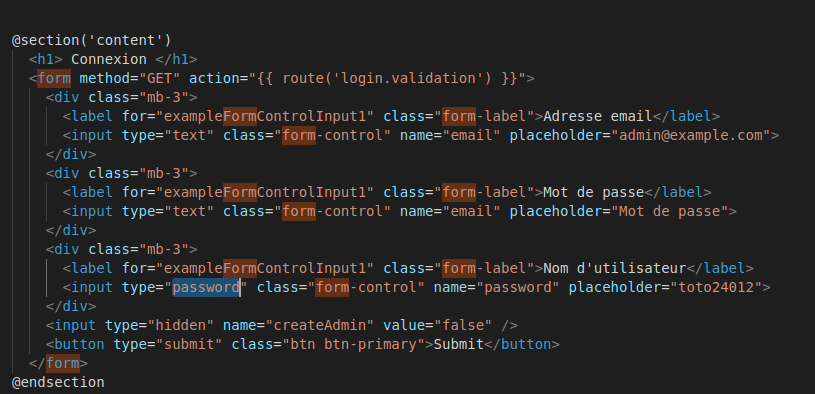 @section('content')
<h1> Connexion </h1>
<form method="GET" action="{{ route('login.validation') }}">
<div class="mb-3">
<label for="exampleFormControlInput1" class="form-label">Adresse email</label>
<input type="text" class="form-control" name="email" placeholder="admin@example.com">
</div>
<div class="mb-3">
<label for="exampleFormControlInput1" class="form-label">Mot de passe</label>
<input type="text" class="form-control" name="email" placeholder="Mot de passe">
</div>
<div class="mb-3">
<label for="exampleFormControlInput1" class="form-label">Nom d'utilisateur</label>
<input type="password" class="form-control" name="password" placeholder="toto24012">
</div>
<input type="hidden" name="createAdmin" value="false" />
<button type="submit" class="btn btn-primary">Submit</button>
</form>
@endsection